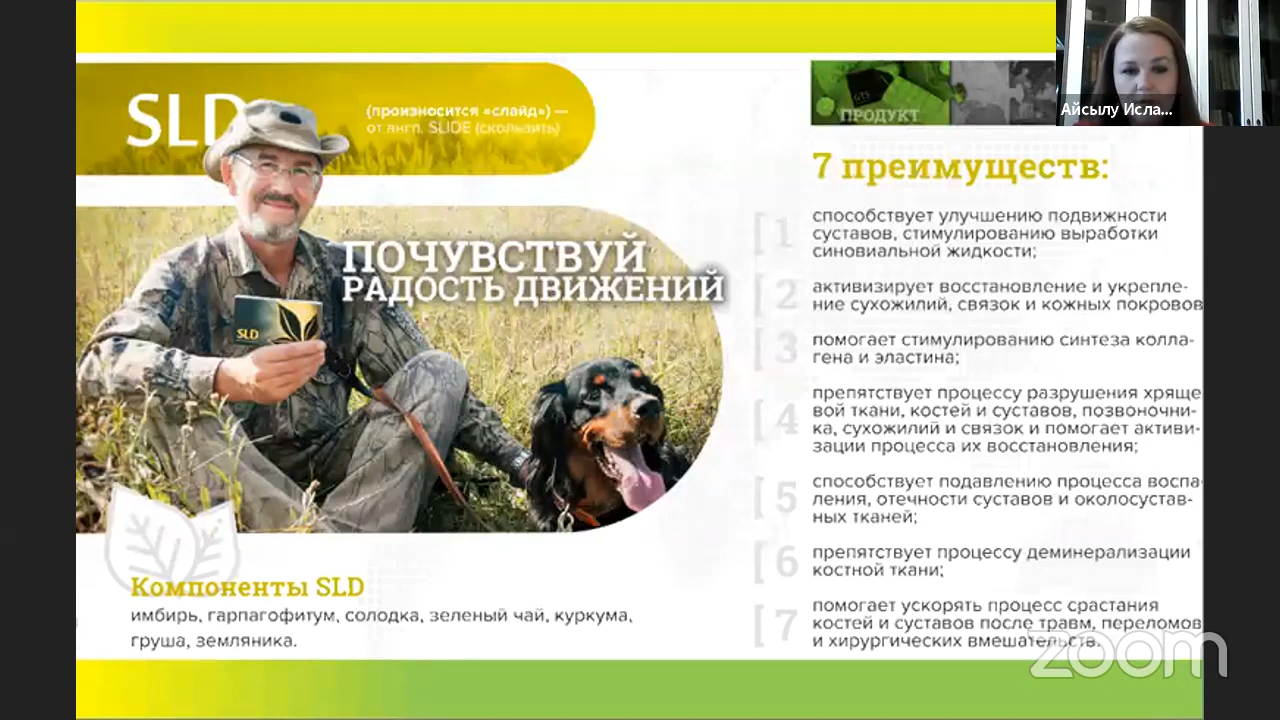 SLD
(произносится «слайд») —
от англ. SLIDE (скользить)
ПОЧУВСТВУЙ
РАДОСТЬ ДВИЖЕНИЙ
SLD
Компоненты SLD
имбирь, гарпагофитум, солодка, зеленый чай, куркума,
груша, земляника.
ПРОДУКТ
Айсылу Исла...
7 преимуществ:
[ 1
способствует улучшению подвижности
суставов, стимулированию выработки
синовиальной жидкости;
[ 2
активизирует восстановление и укрепле-
ние сухожилий, связок и кожных покровов
[ 3
помогает стимулированию синтеза колла-
гена и эластина;
[ 4
препятствует процессу разрушения хряще
вой ткани, костей и суставов, позвоночни-
ка, сухожилий и связок и помогает активи-
зации процесса их восстановления;
[ 5
способствует подавлению процесса воспа-
ления, отечности суставов и околосустав-
ных тканей;
[ 6
препятствует процессу деминерализации
костной ткани;
[ 7
помогает ускорять процесс срастания
костей и суставов после травм, переломов
и хирургических вмешательств.
zoom